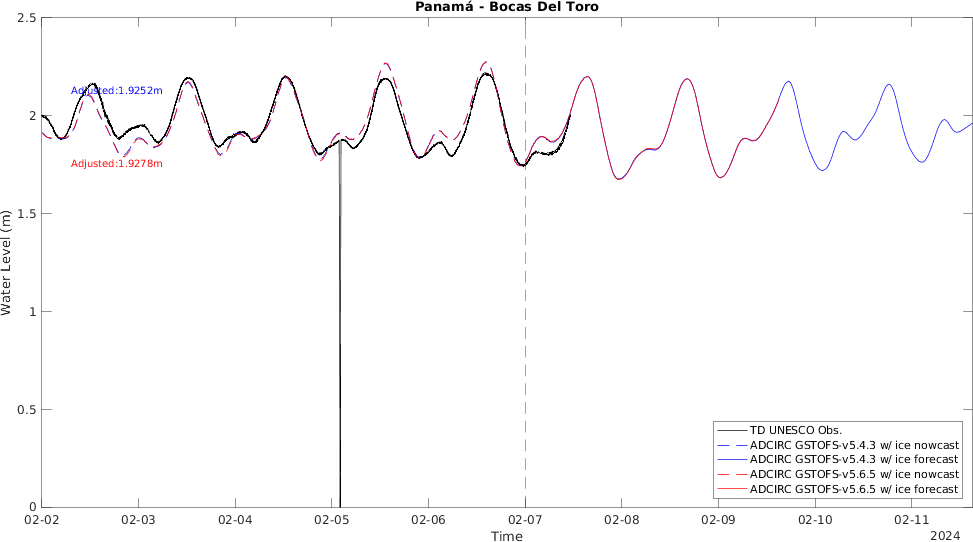 Panamá - Bocas Del Toro
Water Level (m)
2.5
2
1.5
1
0.5
0
Adjusted:1.9252m
Adjusted:1.9278m
TD UNESCO Obs.
ADCIRC GSTOFS-v5.4.3 w/ ice nowcast
ADCIRC GSTOFS-v5.4.3 w/ ice forecast
ADCIRC GSTOFS-v5.6.5 w/ ice nowcast
ADCIRC GSTOFS-v5.6.5 w/ ice forecast
02-02 02-03 02-04 02-05 02-06 02-07 02-08 02-09 02-10 02-11
Time
2024